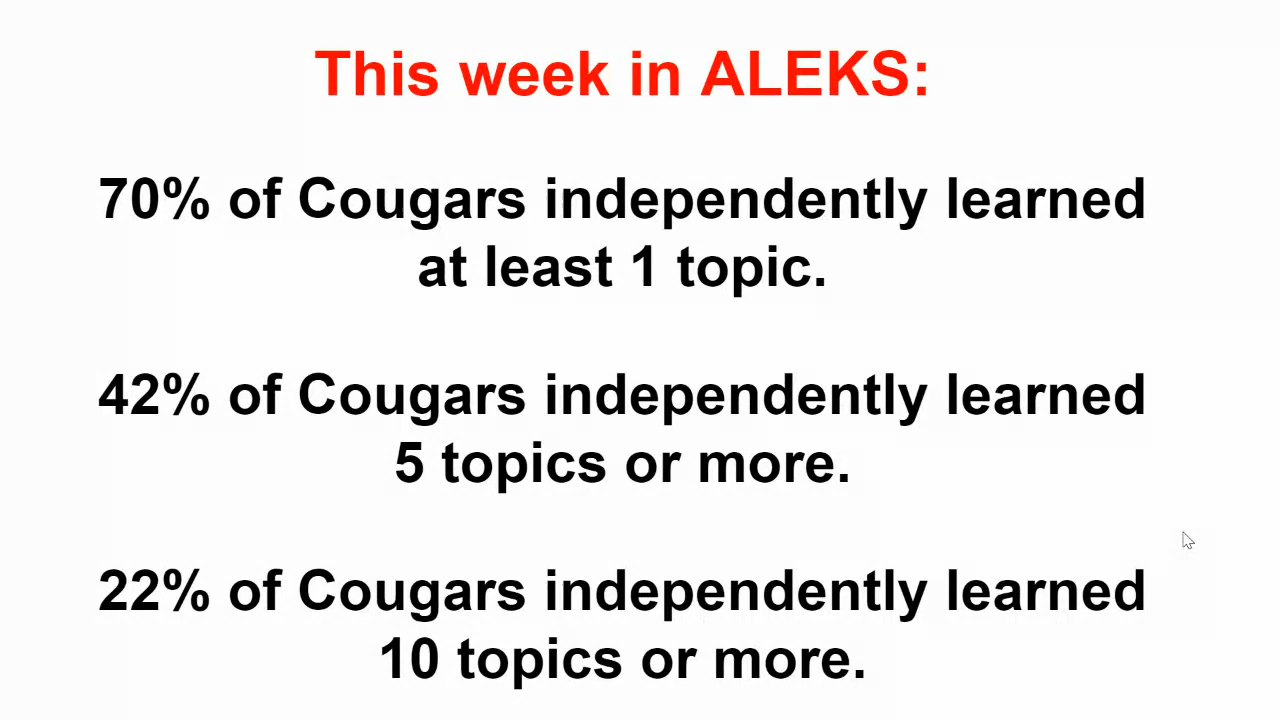 This week in ALEKS:
70% of Cougars independently learned
at least 1 topic.
42% of Cougars independently learned
5 topics or more.
22% of Cougars independently learned
10 topics or more.